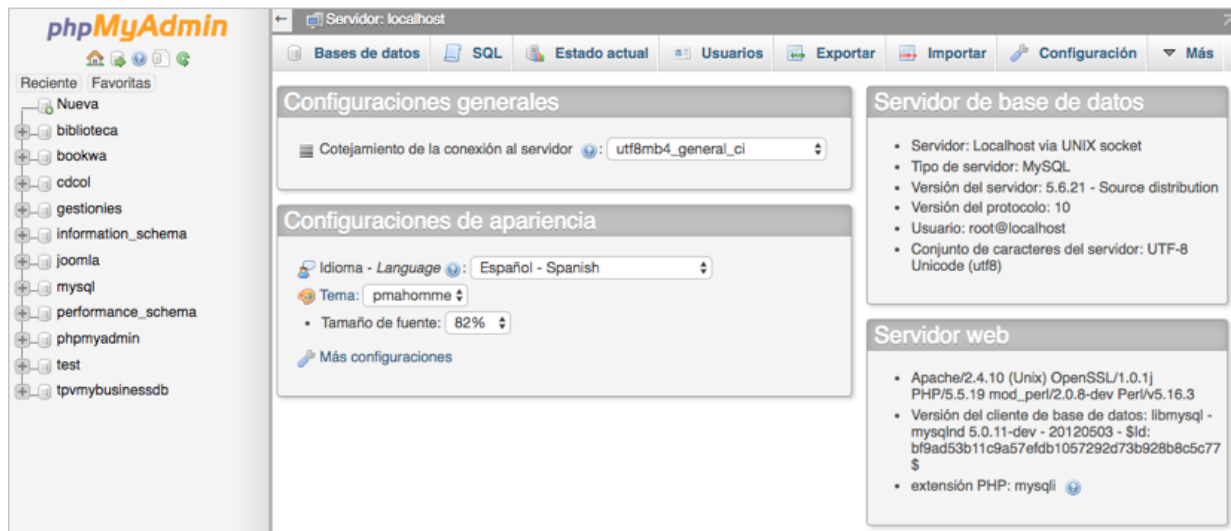 phpMyAdmin
Reciente Favoritas
Nueva
biblioteca
bookwa
cdcol
gestionies
information_schema
joomla
mysql
performance_schema
phpmyadmin
test
tpvmybusinessdb
Servidor: localhost
Bases de datos SQL Estado actual Usuarios Exportar Importar Configuración Más
Configuraciones generales
Cotejamiento de la conexión al servidor : utf8mb4_general_ci
Configuraciones de apariencia
Idioma - Language : Español - Spanish
Tema: pmahomme
• Tamaño de fuente: 82%
Más configuraciones
Servidor de base de datos
• Servidor: Localhost via UNIX socket
• Tipo de servidor: MySQL
• Versión del servidor: 5.6.21 - Source distribution
• Versión del protocolo: 10
• Usuario: root@localhost
• Conjunto de caracteres del servidor: UTF-8
Unicode (utf8)
Servidor web
• Apache/2.4.10 (Unix) OpenSSL/1.0.1j
PHP/5.5.19 mod_perl/2.0.8-dev Perl/v5.16.3
• Versión del cliente de base de datos: libmysql -
mysqlnd 5.0.11-dev - 20120503 - $Id:
bf9ad53b11c9a57efdb1057292d73b928b8c5c77
$
• extensión PHP: mysqli